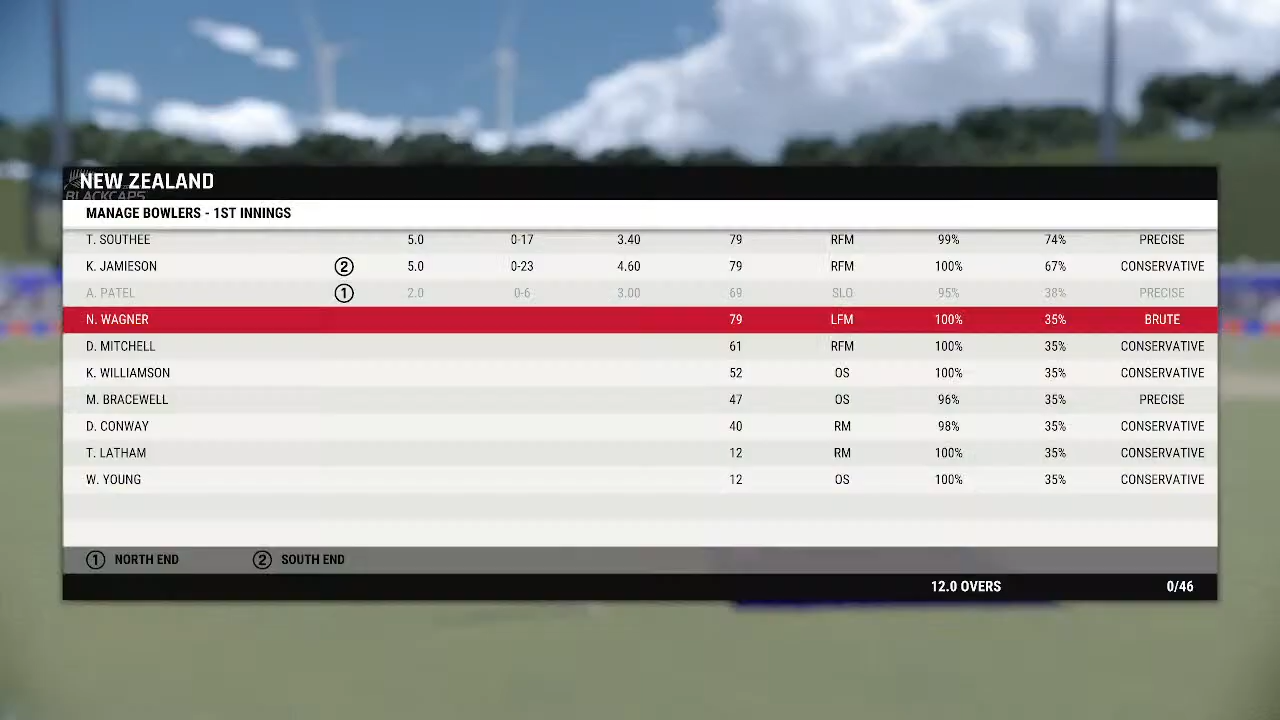 NEW ZEALAND
BLACKCAPS
MANAGE BOWLERS - 1ST INNINGS
T. SOUTHEE 5.0 0-17 3.40 79 RFM 99% 74% PRECISE
K. JAMIESON 2 5.0 0-23 4.60 79 RFM 100% 67% CONSERVATIVE
A. PATEL 1 2.0 0-6 3.00 69 SLO 95% 38% PRECISE
N. WAGNER 79 LFM 100% 35% BRUTE
D. MITCHELL 61 RFM 100% 35% CONSERVATIVE
K. WILLIAMSON 52 OS 100% 35% CONSERVATIVE
M. BRACEWELL 47 OS 96% 35% PRECISE
D. CONWAY 40 RM 98% 35% CONSERVATIVE
T. LATHAM 12 RM 100% 35% CONSERVATIVE
W. YOUNG 12 OS 100% 35% CONSERVATIVE
1 NORTH END 2 SOUTH END
12.0 OVERS 0/46